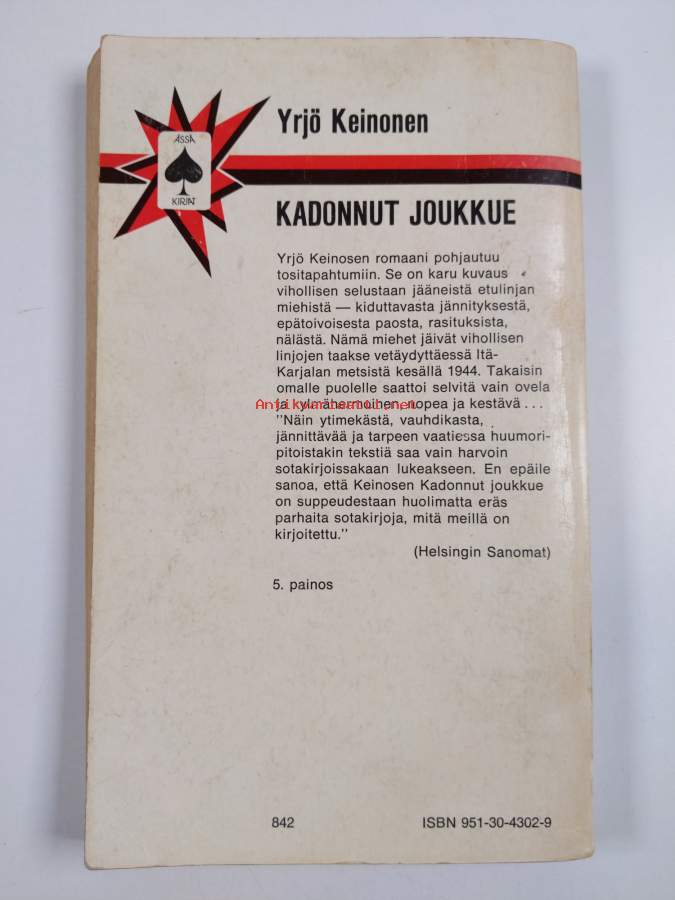 Yrjö Keinonen
ÄSSÄ
KIRJAT
KADONNUT JOUKKUE
Yrjö Keinosen romaani pohjautuu
tositapahtumiin. Se on karu kuvaus
vihollisen selustaan jääneistä etulinjan
miehistä — kiduttavasta jännityksestä,
epätoivoisesta paosta, rasituksista,
nälästä. Nämä miehet jäivät vihollisen
linjojen taakse vetäydyttäessä Itä-
Karjalan metsistä kesällä 1944. Takaisin
omalle puolelle saattoi selvitä vain ovela
ja kylmähermoinen, nopea ja kestävä ...
Antikvariaatti.net
"Näin ytimekästä, vauhdikasta,
jännittävää ja tarpeen vaatiessa huumori-
pitoistakin tekstiä saa vain harvoin
sotakirjoissakaan lukeakseen. En epäile
sanoa, että Keinosen Kadonnut joukkue
on suppeudestaan huolimatta eräs
parhaita sotakirjoja, mitä meillä on
kirjoitettu."
(Helsingin Sanomat)
5. painos
842
ISBN 951-30-4302-9